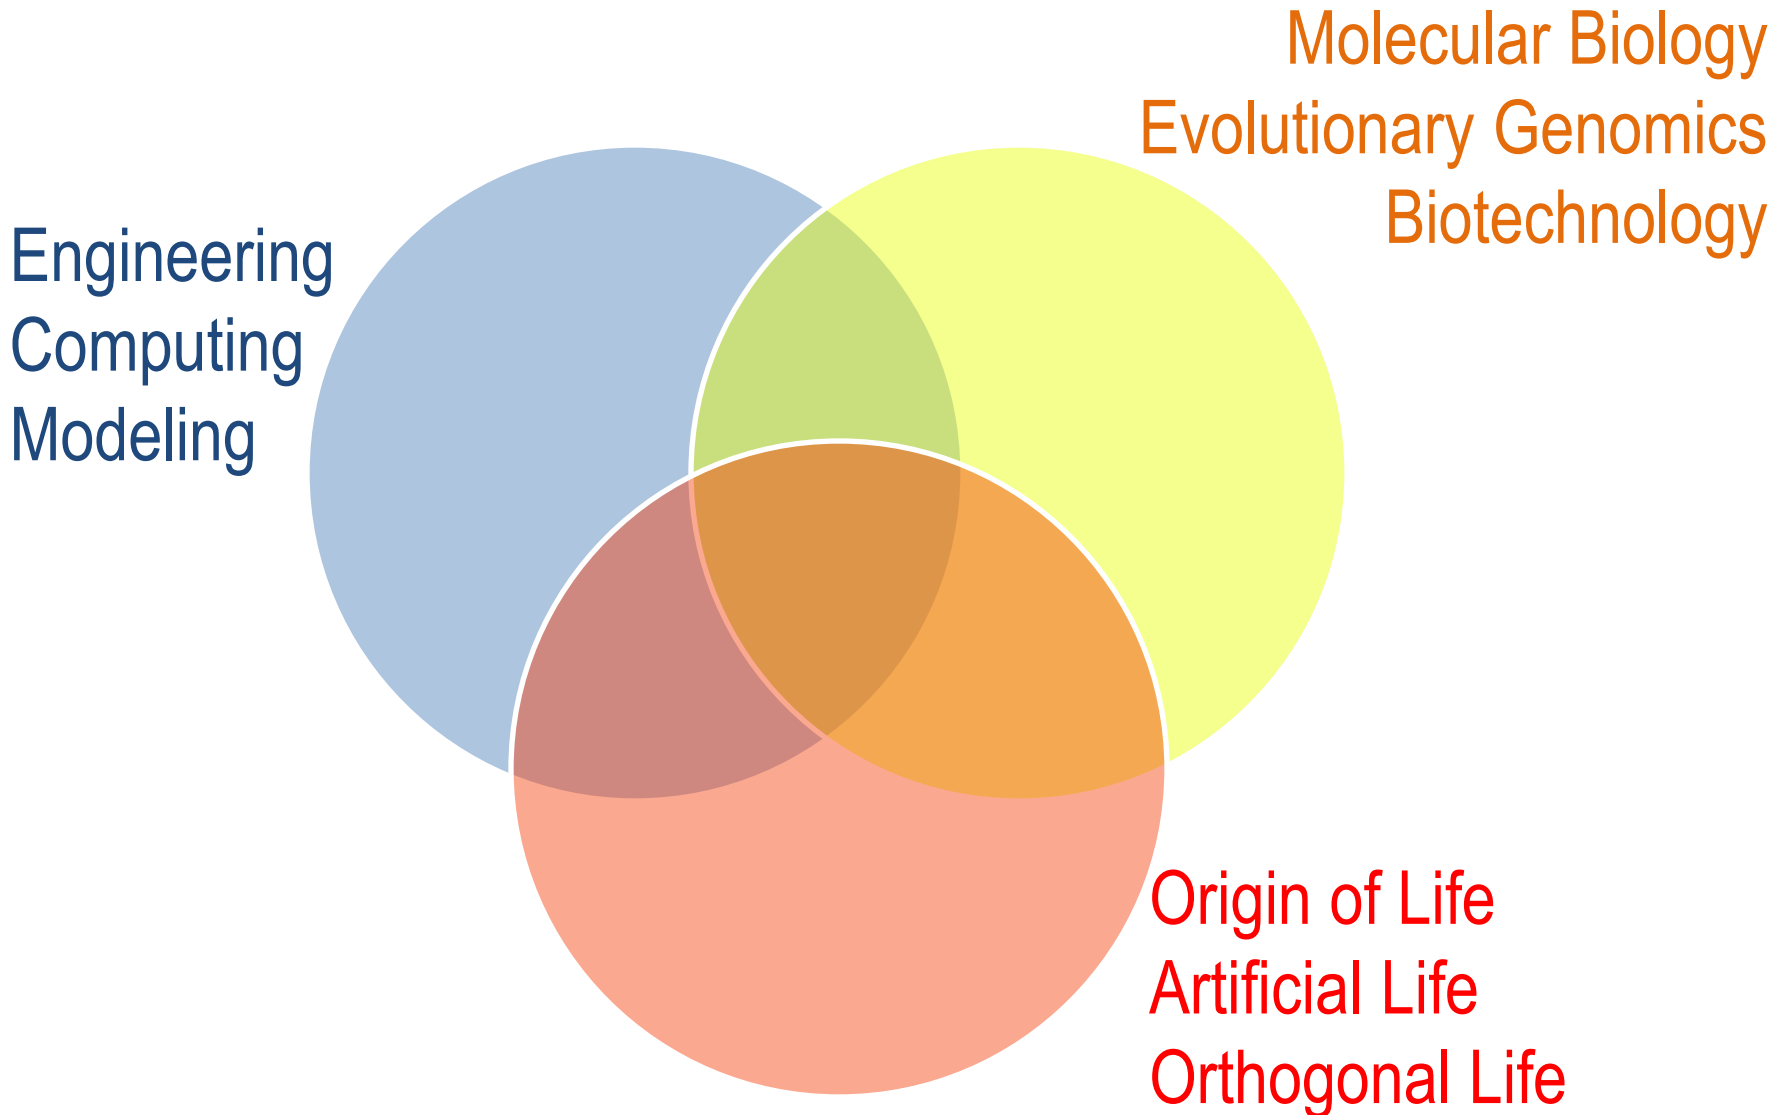 Molecular Biology
Evolutionary Genomics
Biotechnology
Engineering
Computing
Modeling
Origin of Life
Artificial Life
Orthogonal Life